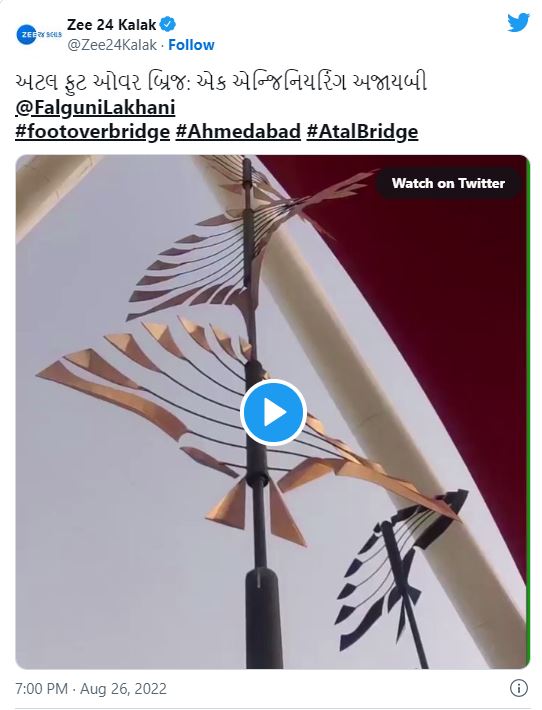 Zee 24 Kalak
@Zee24Kalak · Follow
અટલ ફુટ ઓવર બ્રિજ: એક એન્જિનિયરિંગ અજાયબી
@FalguniLakhani
#footoverbridge #Ahmedabad #AtalBridge
Watch on Twitter
7:00 PM · Aug 26, 2022